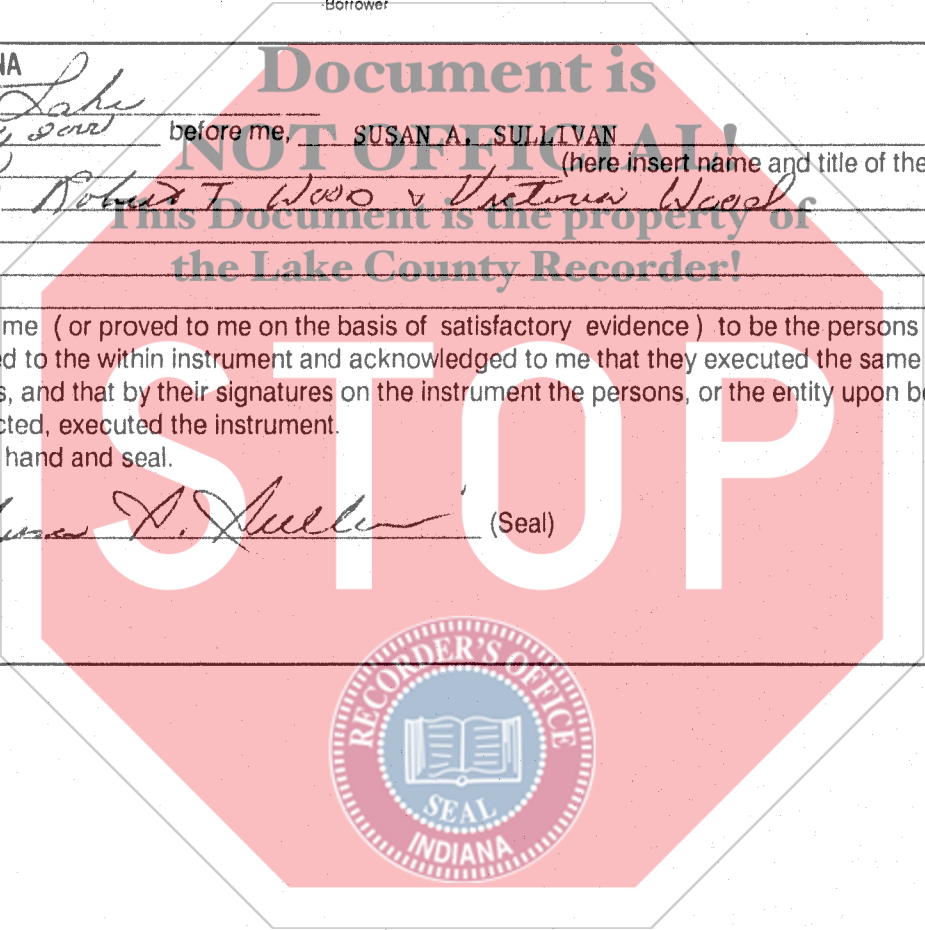 Borrower
NA
Document is
Lake
before me, SUSAN A. SULLIVAN
NOT OFFICIAL!
(here insert name and title of the
Robert T Wood & Victoria Wood
This Document is the property of
the Lake County Recorder!
me ( or proved to me on the basis of satisfactory evidence ) to be the persons
ed to the within instrument and acknowledged to me that they executed the same
s, and that by their signatures on the instrument the persons, or the entity upon be
cted, executed the instrument.
hand and seal.
STOP
A. Sullivan (Seal)
RECORDER'S OFFICE
SEAL
INDIANA